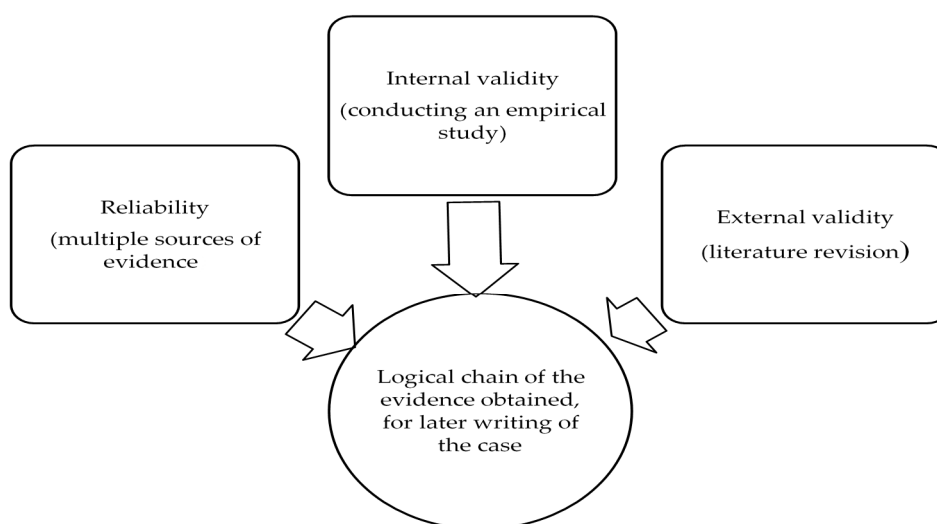 Internal validity
(conducting an empirical
study)
Reliability
(multiple sources of
evidence
External validity
(literature revision)
Logical chain of the
evidence obtained,
for later writing of
the case